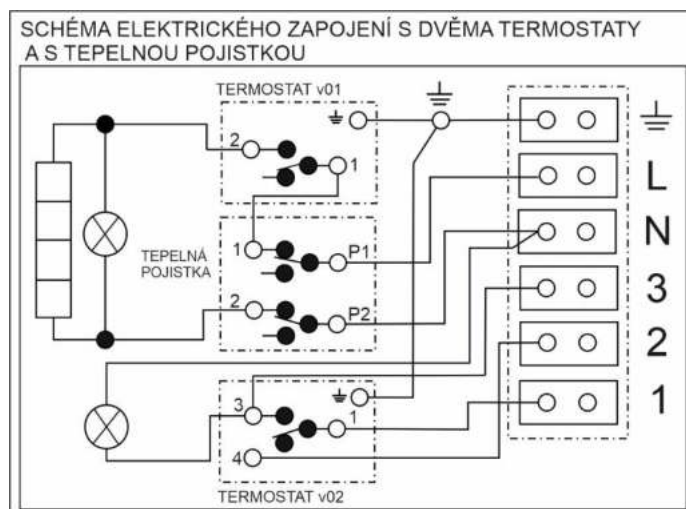 SCHÉMA ELEKTRICKÉHO ZAPOJENÍ S DVĚMA TERMOSTATY
A S TEPELNOU POJISTKOU
TERMOSTAT v01
2
1
L
N
TEPELNÁ
POJISTKA
1
P1
2
P2
3
2
1
3
1
4
TERMOSTAT v02